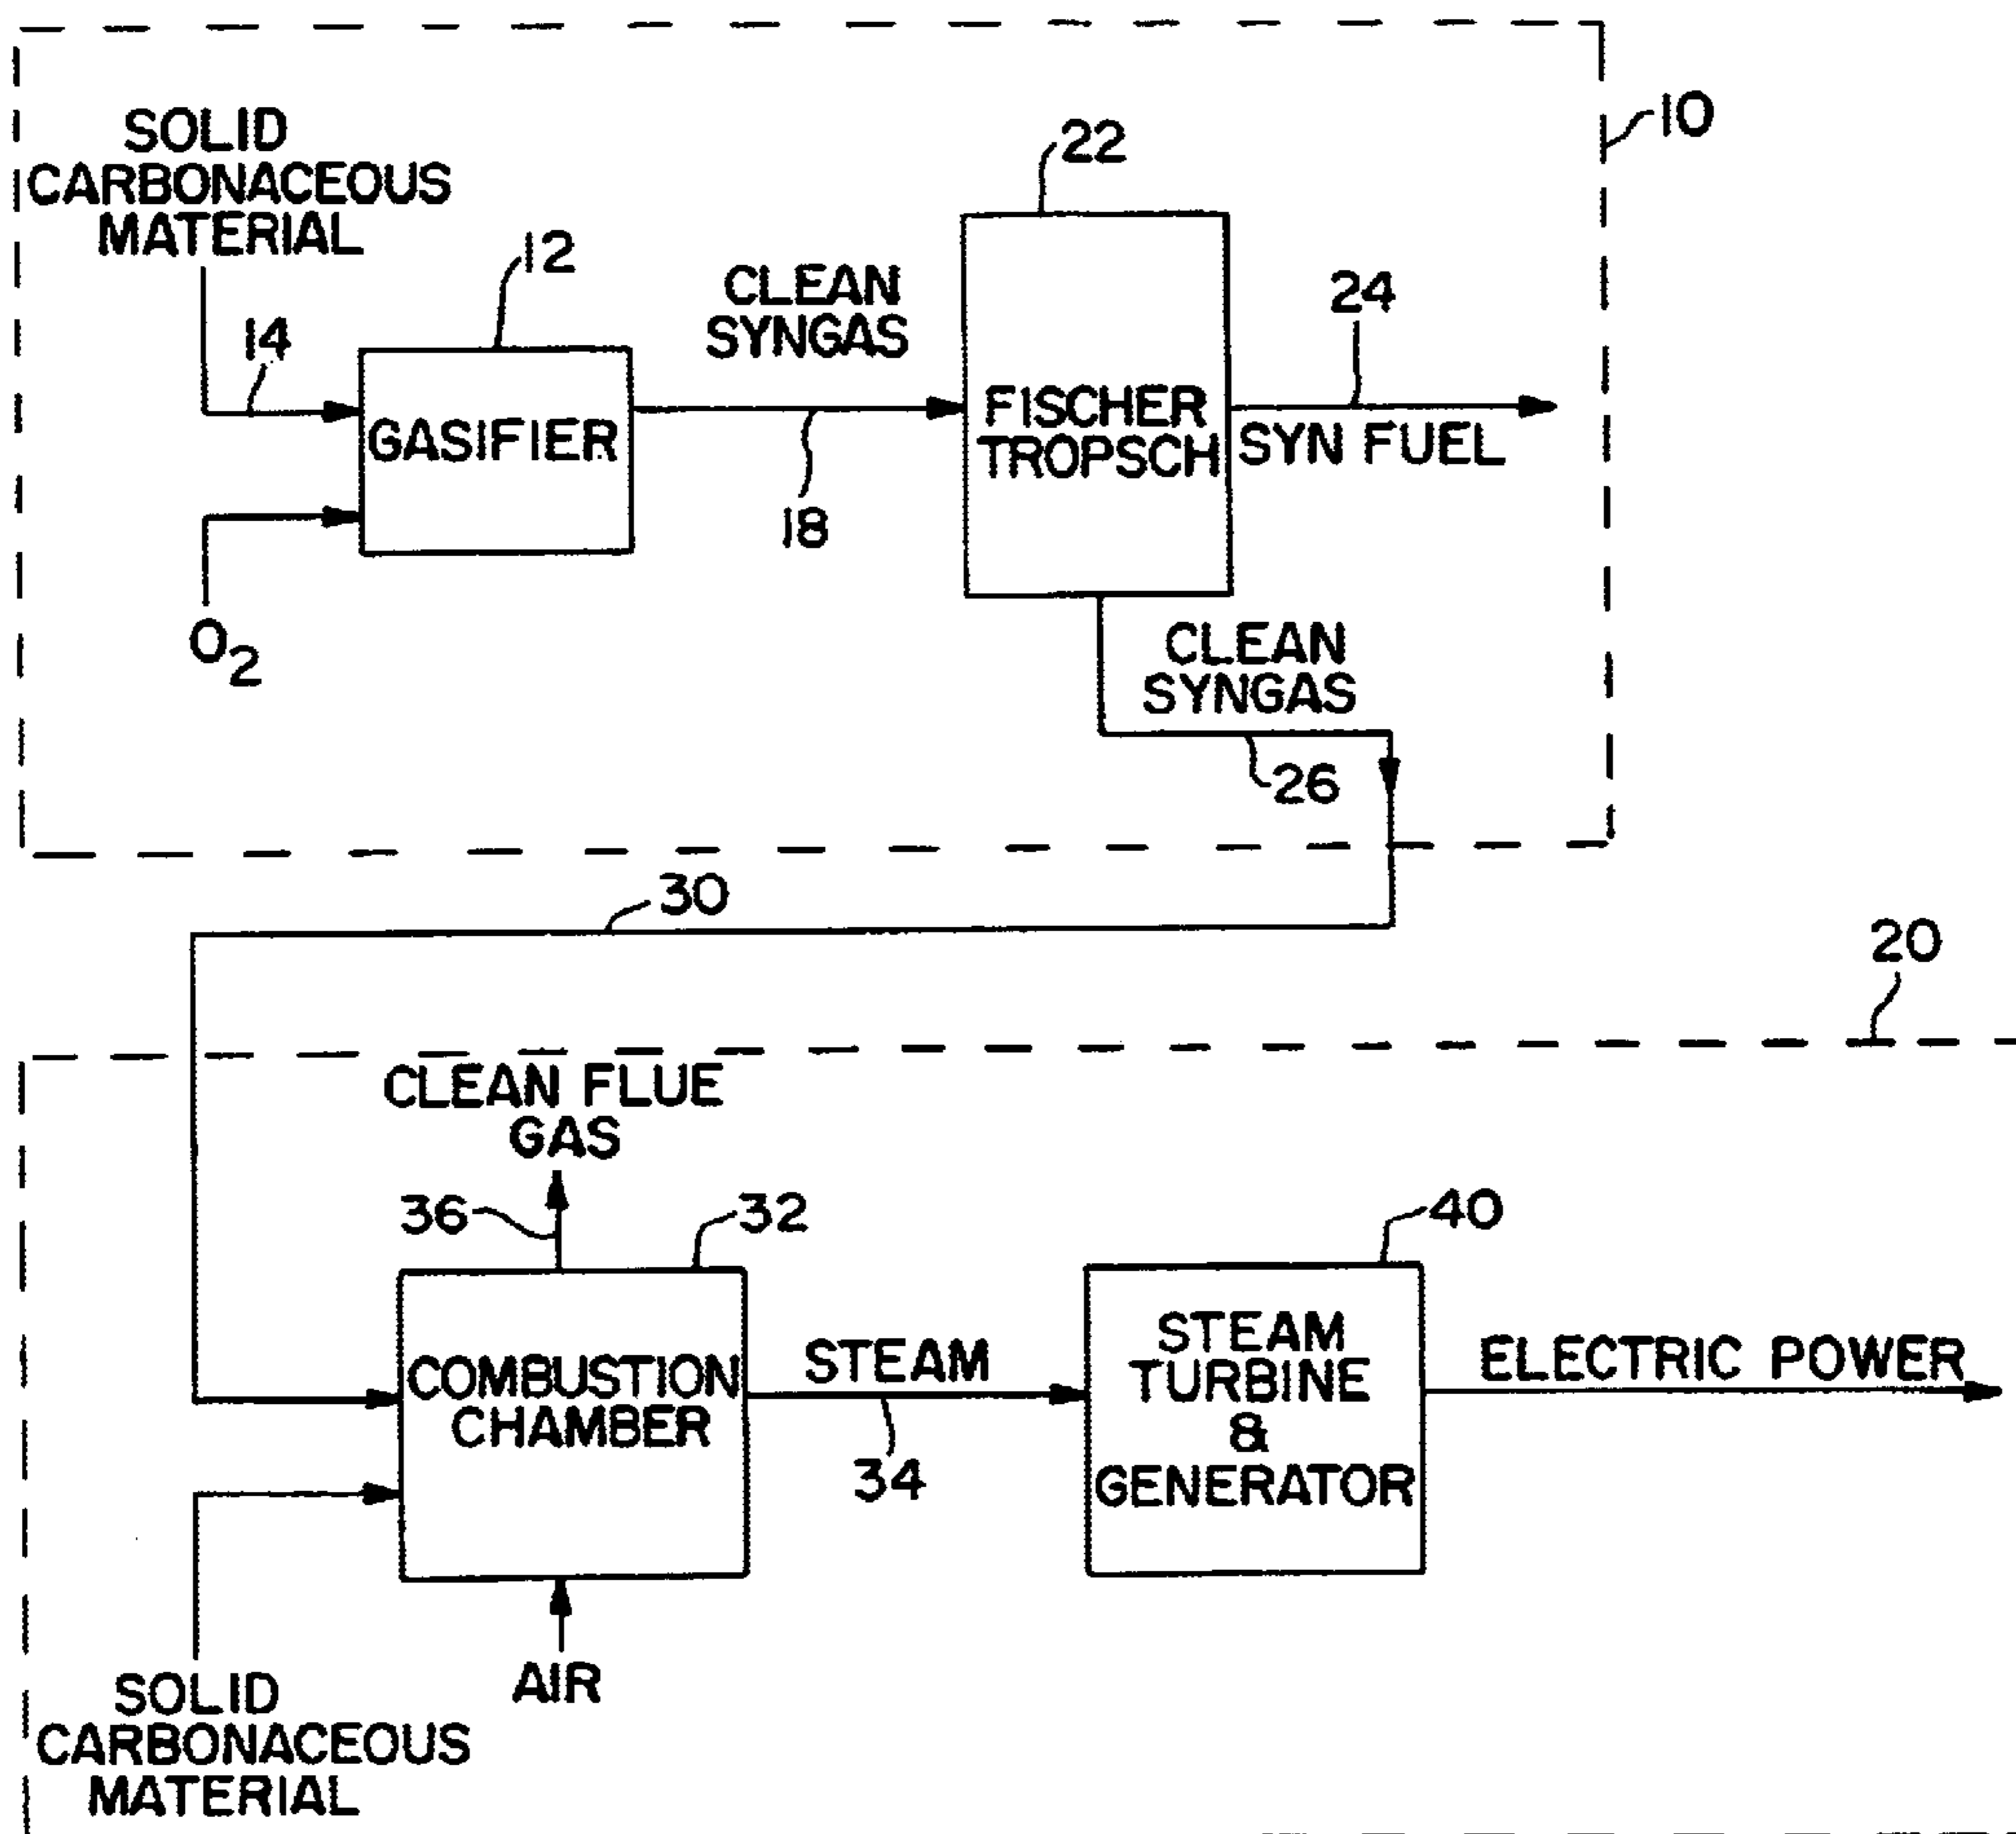 10
SOLID
CARBONACEOUS
MATERIAL
22
12
CLEAN
SYNGAS
24
14
GASIFIER
FISCHER
TROPSCH
SYN FUEL
18
O2
CLEAN
SYNGAS
26
30
20
CLEAN FLUE
GAS
36
32
40
COMBUSTION
CHAMBER
STEAM
34
STEAM
TURBINE
&
GENERATOR
ELECTRIC POWER
AIR
SOLID
CARBONACEOUS
MATERIAL